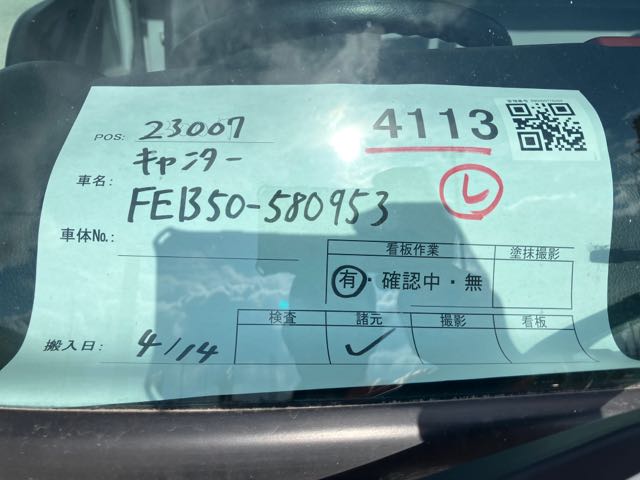 POS: 23007
4113
車名: キャンター
レ
車体No.: FEB50-580953
看板作業 塗抹撮影
有・確認中・無
検査 諸元 撮影 看板
搬入日: 4/14 ✓